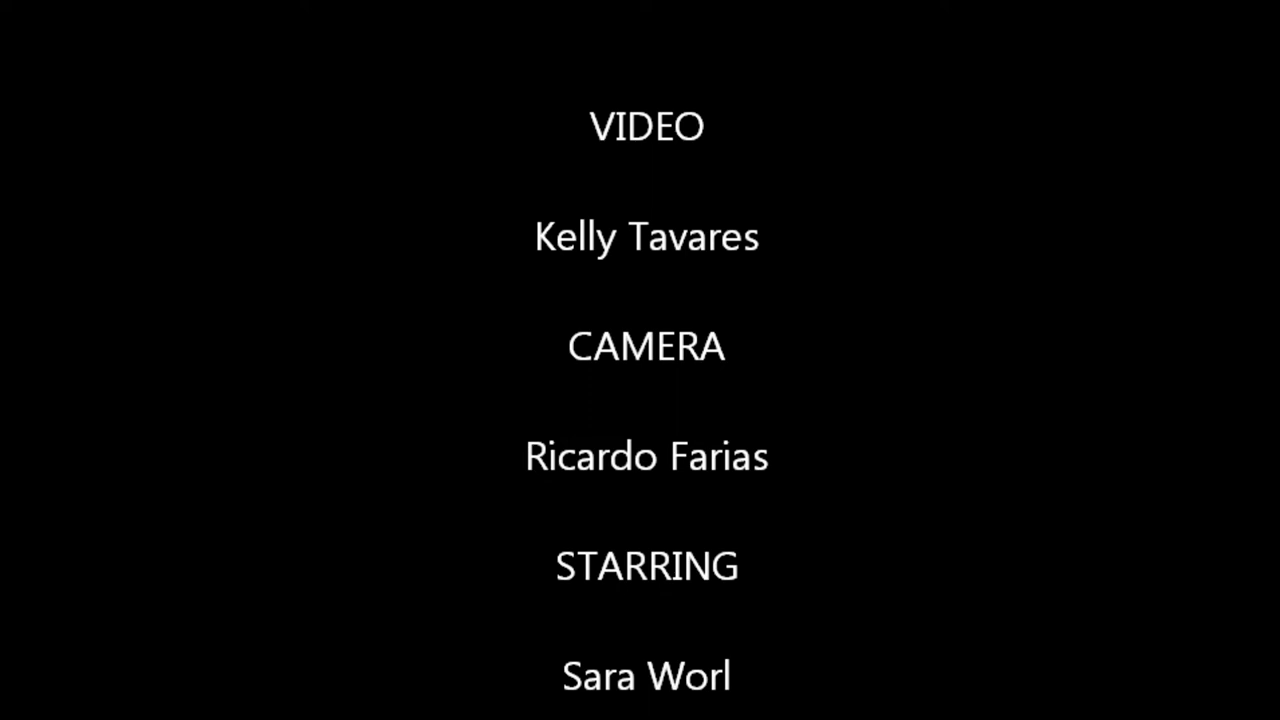 VIDEO
Kelly Tavares
CAMERA
Ricardo Farias
STARRING
Sara Worl